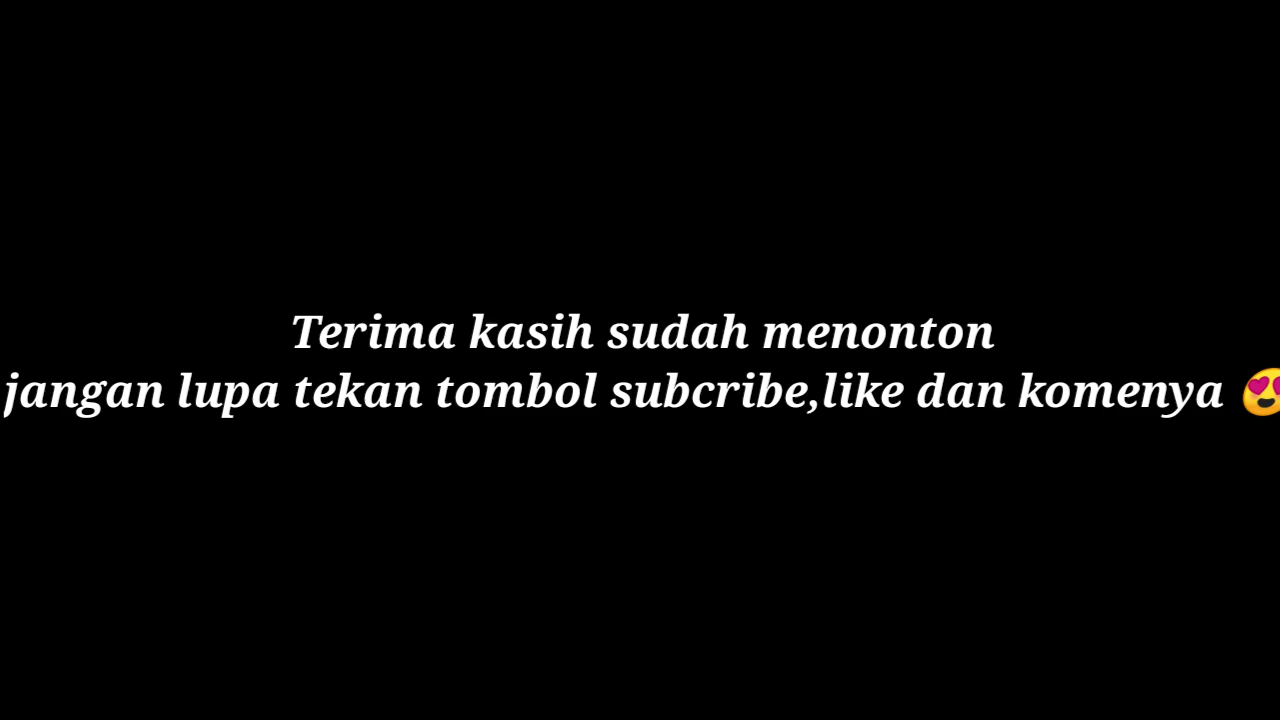 Terima kasih sudah menonton
jangan lupa tekan tombol subcribe,like dan komenya 😍